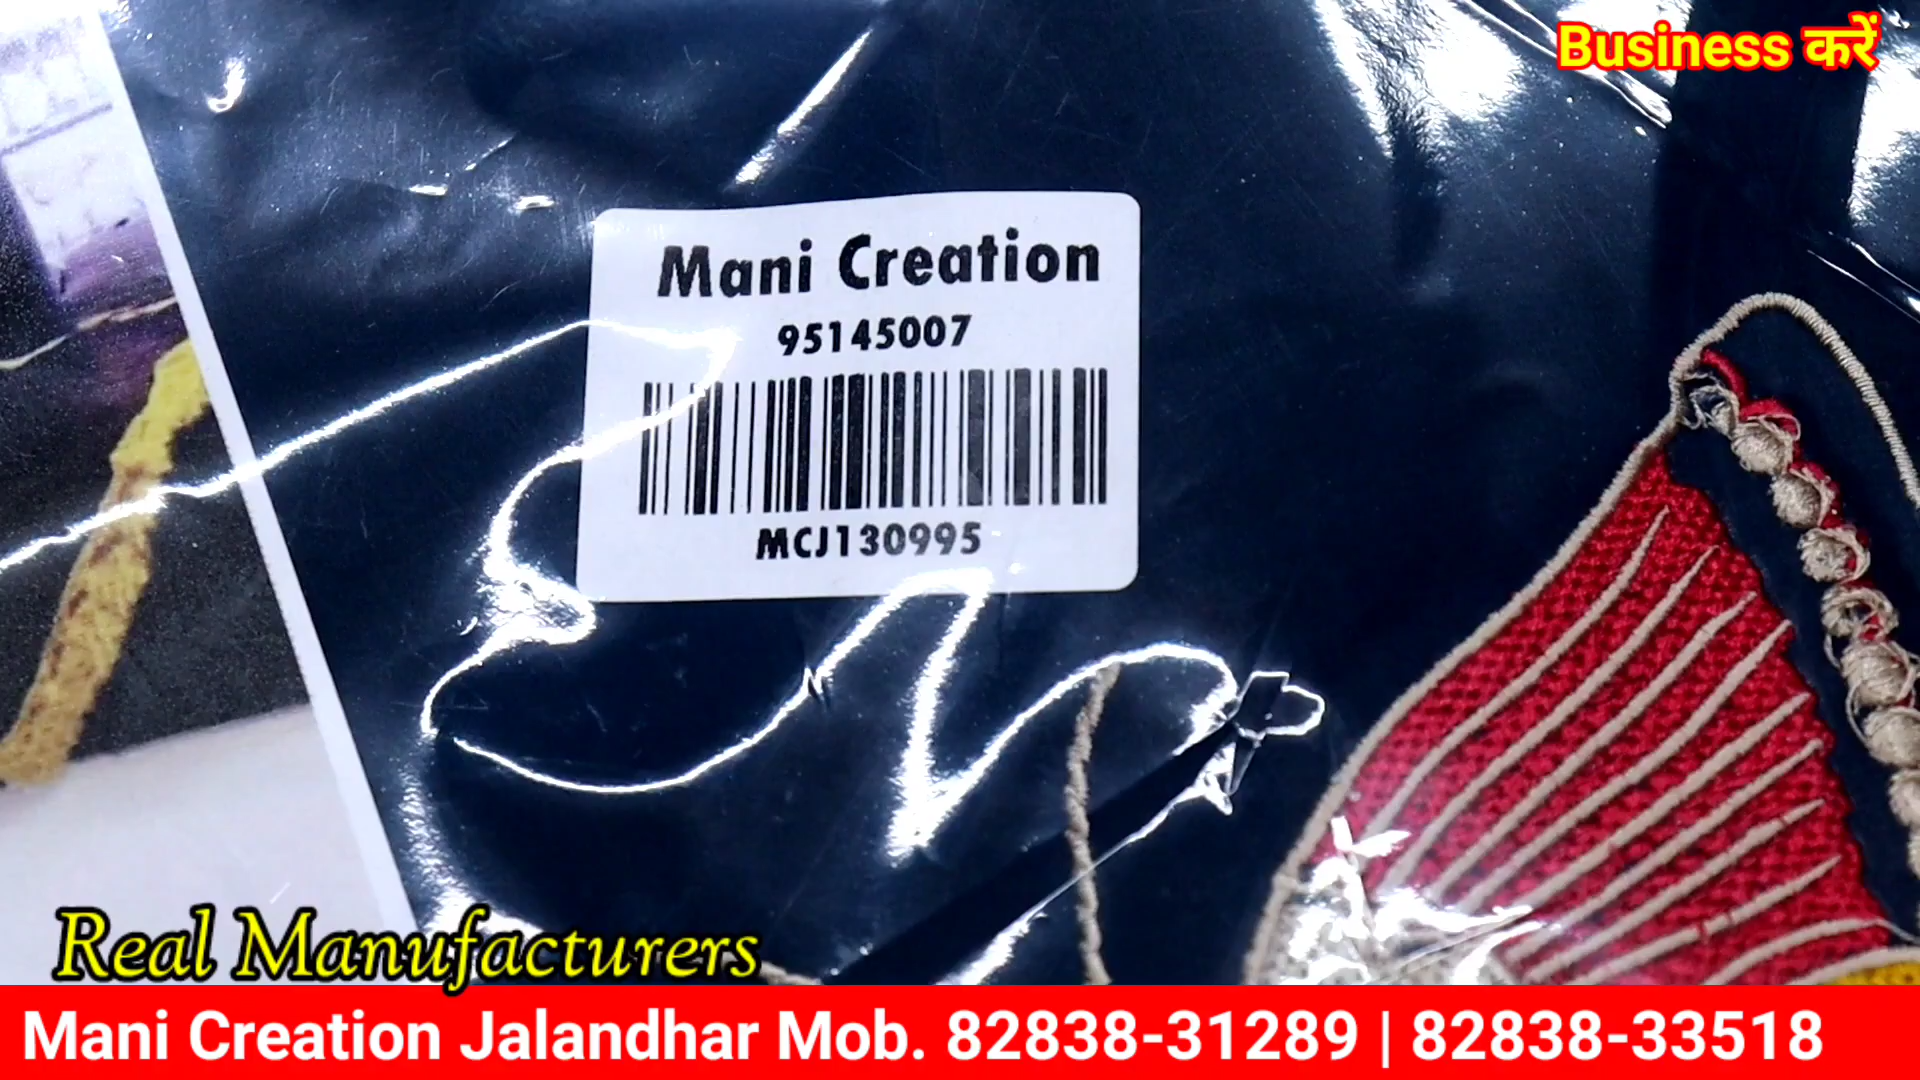 Business करें
Mani Creation
95145007
MCJ130995
Real Manufacturers
Mani Creation Jalandhar Mob. 82838-31289 | 82838-33518